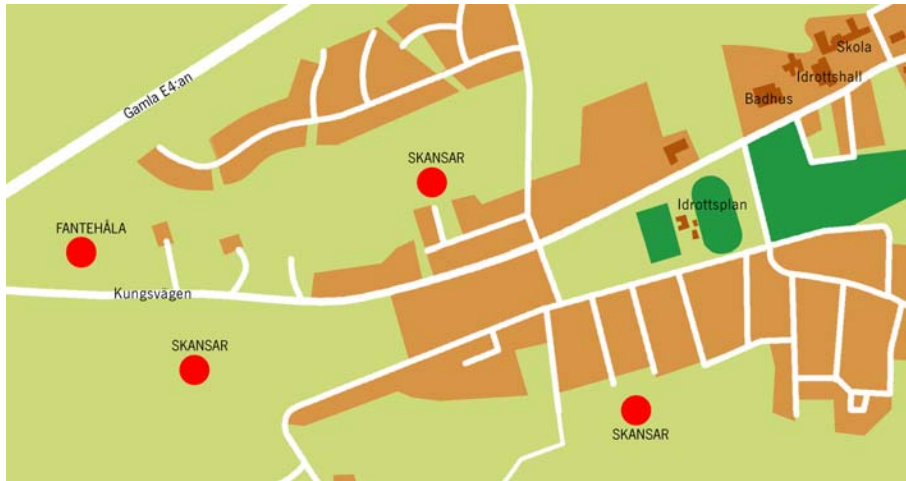 Skola
Idrottshall
Gamla E4:an
Badhus
SKANSAR
Idrottsplan
FANTEHÅLA
Kungsvägen
SKANSAR
SKANSAR